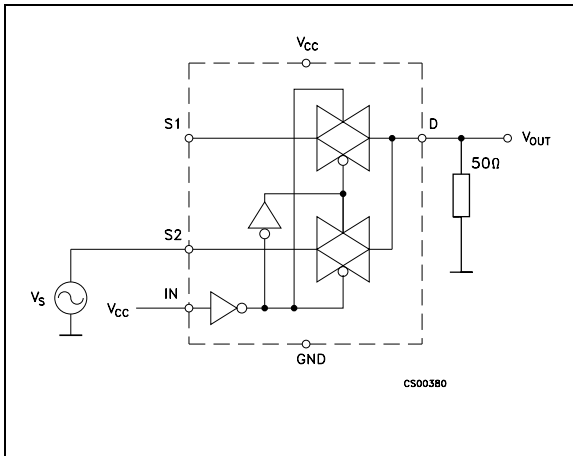 VCC
S1
D
VOUT
50Ω
S2
VS
IN
VCC
GND
CS00380